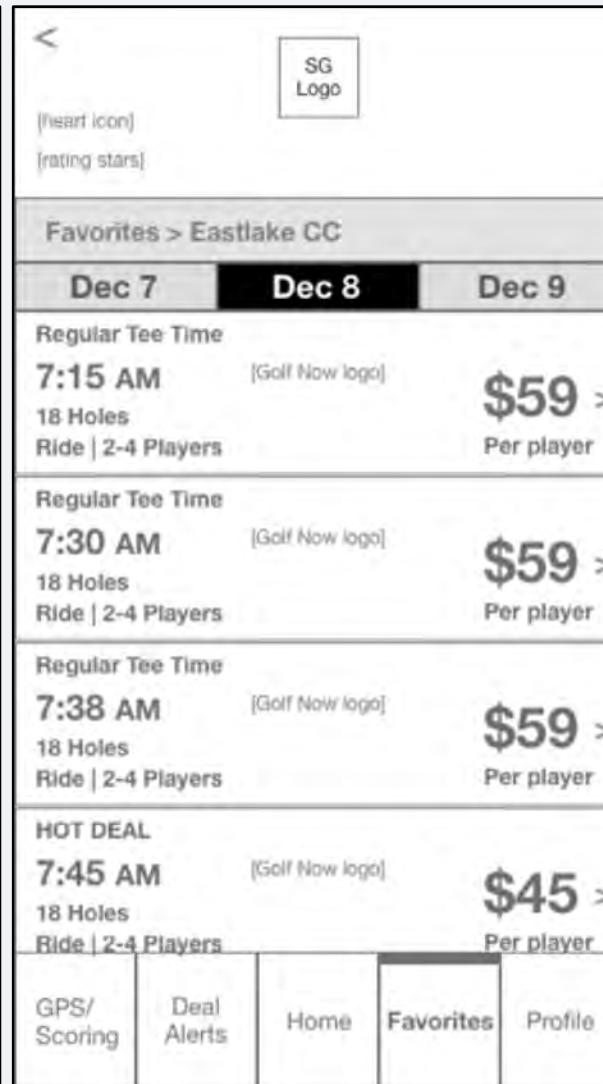 <
SG
Logo
[heart icon]
[rating stars]
Favorites > Eastlake CC
Dec 7 Dec 8 Dec 9
Regular Tee Time
7:15 AM [Golf Now logo] $59 >
18 Holes
Ride | 2-4 Players Per player
Regular Tee Time
7:30 AM [Golf Now logo] $59 >
18 Holes
Ride | 2-4 Players Per player
Regular Tee Time
7:38 AM [Golf Now logo] $59 >
18 Holes
Ride | 2-4 Players Per player
HOT DEAL
7:45 AM [Golf Now logo] $45 >
18 Holes
Ride | 2-4 Players Per player
GPS/
Scoring
Deal
Alerts
Home
Favorites
Profile